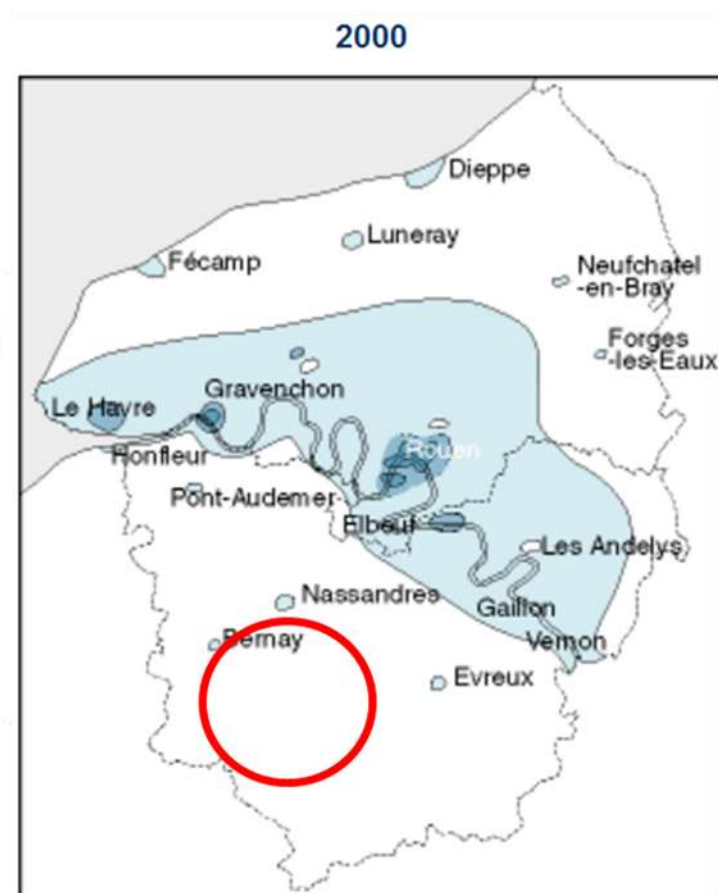 2000
Dieppe
Luneray
Fécamp
Neufchatel
-en-Bray
Forges
-les-Eaux
Gravenchon
Le Havre
Rouen
Honfleur
Pont-Audemer
Elbeuf
Les Andelys
Nassandres
Gaillon
Bernay
Vernon
Evreux